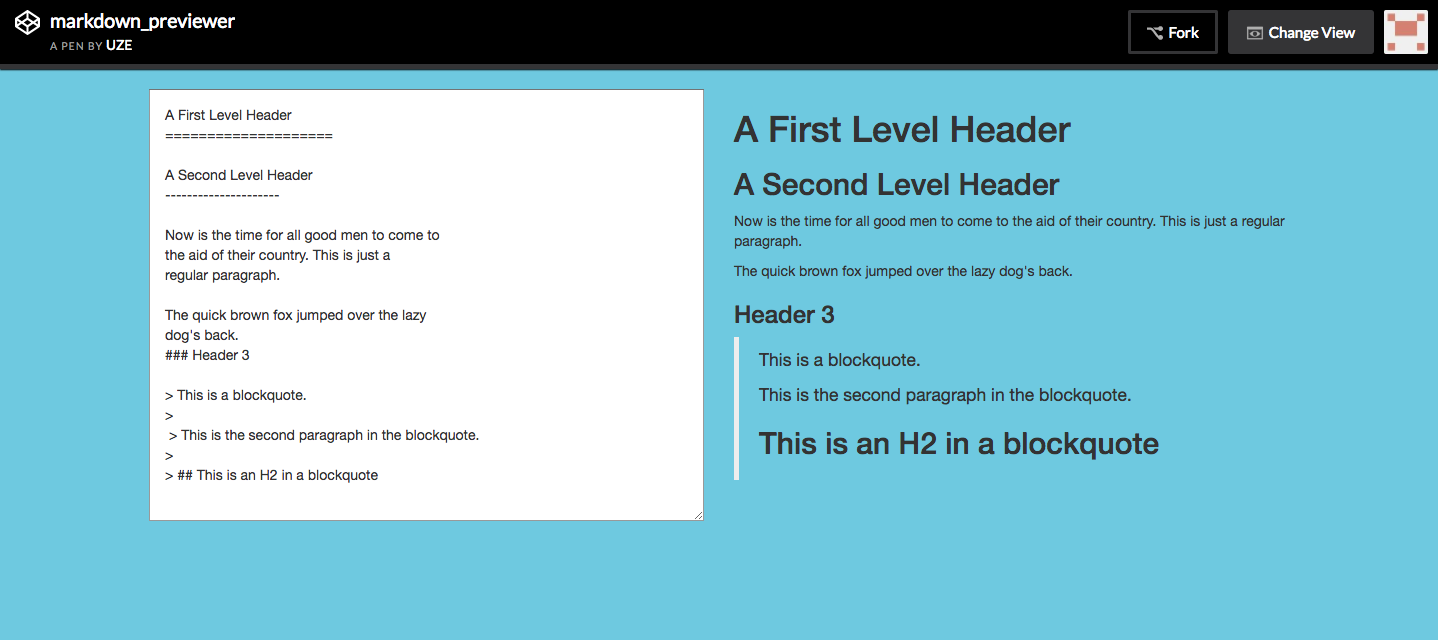 markdown_previewer
A PEN BY UZE
Fork
Change View
A First Level Header
====================
A Second Level Header
---------------------
Now is the time for all good men to come to
the aid of their country. This is just a
regular paragraph.
The quick brown fox jumped over the lazy
dog's back.
### Header 3
> This is a blockquote.
>
> This is the second paragraph in the blockquote.
>
> ## This is an H2 in a blockquote
A First Level Header
A Second Level Header
Now is the time for all good men to come to the aid of their country. This is just a regular
paragraph.
The quick brown fox jumped over the lazy dog's back.
Header 3
This is a blockquote.
This is the second paragraph in the blockquote.
This is an H2 in a blockquote